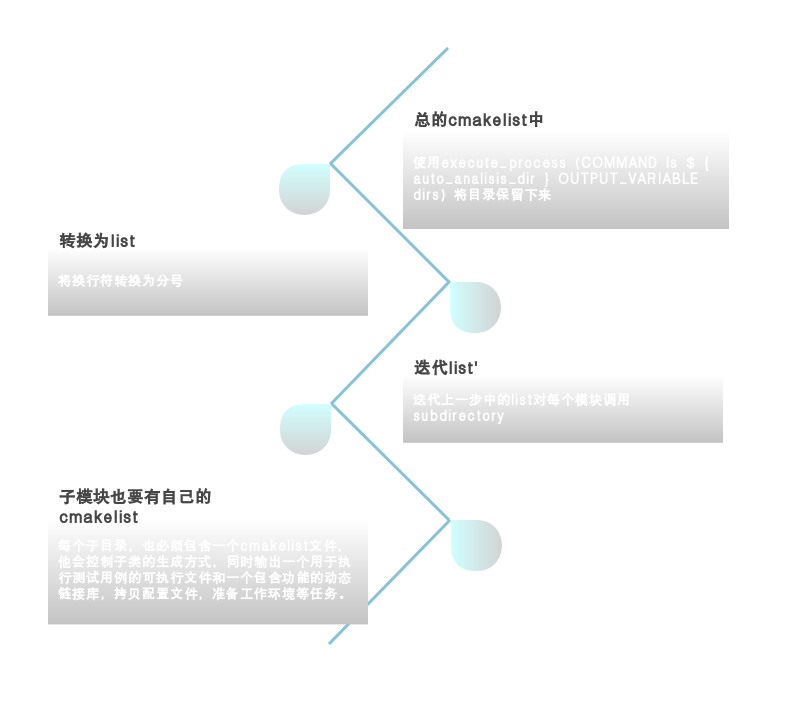 总的cmakelist中
使用execute_process (COMMAND ls $ {
auto_analisis_dir } OUTPUT_VARIABLE
dirs) 将目录保留下来
转换为list
将换行符转换为分号
迭代list'
迭代上一步中的list对每个模块调用
subdirectory
子模块也要有自己的
cmakelist
每个子目录，也必须包含一个cmakelist文件，
他会控制子类的生成方式，同时输出一个用于执
行测试用例的可执行文件和一个包含功能的动态
链接库，拷贝配置文件，准备工作环境等任务。